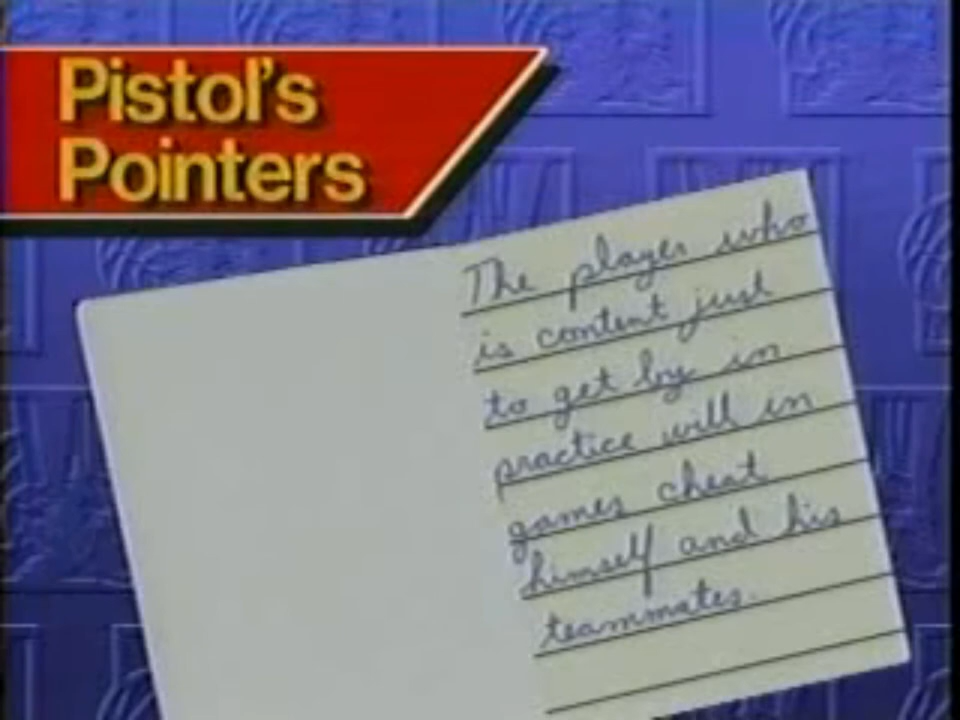 Pistol's
Pointers
The player who
is content just
to get by in
practice will in
games cheat
himself and his
teammates.